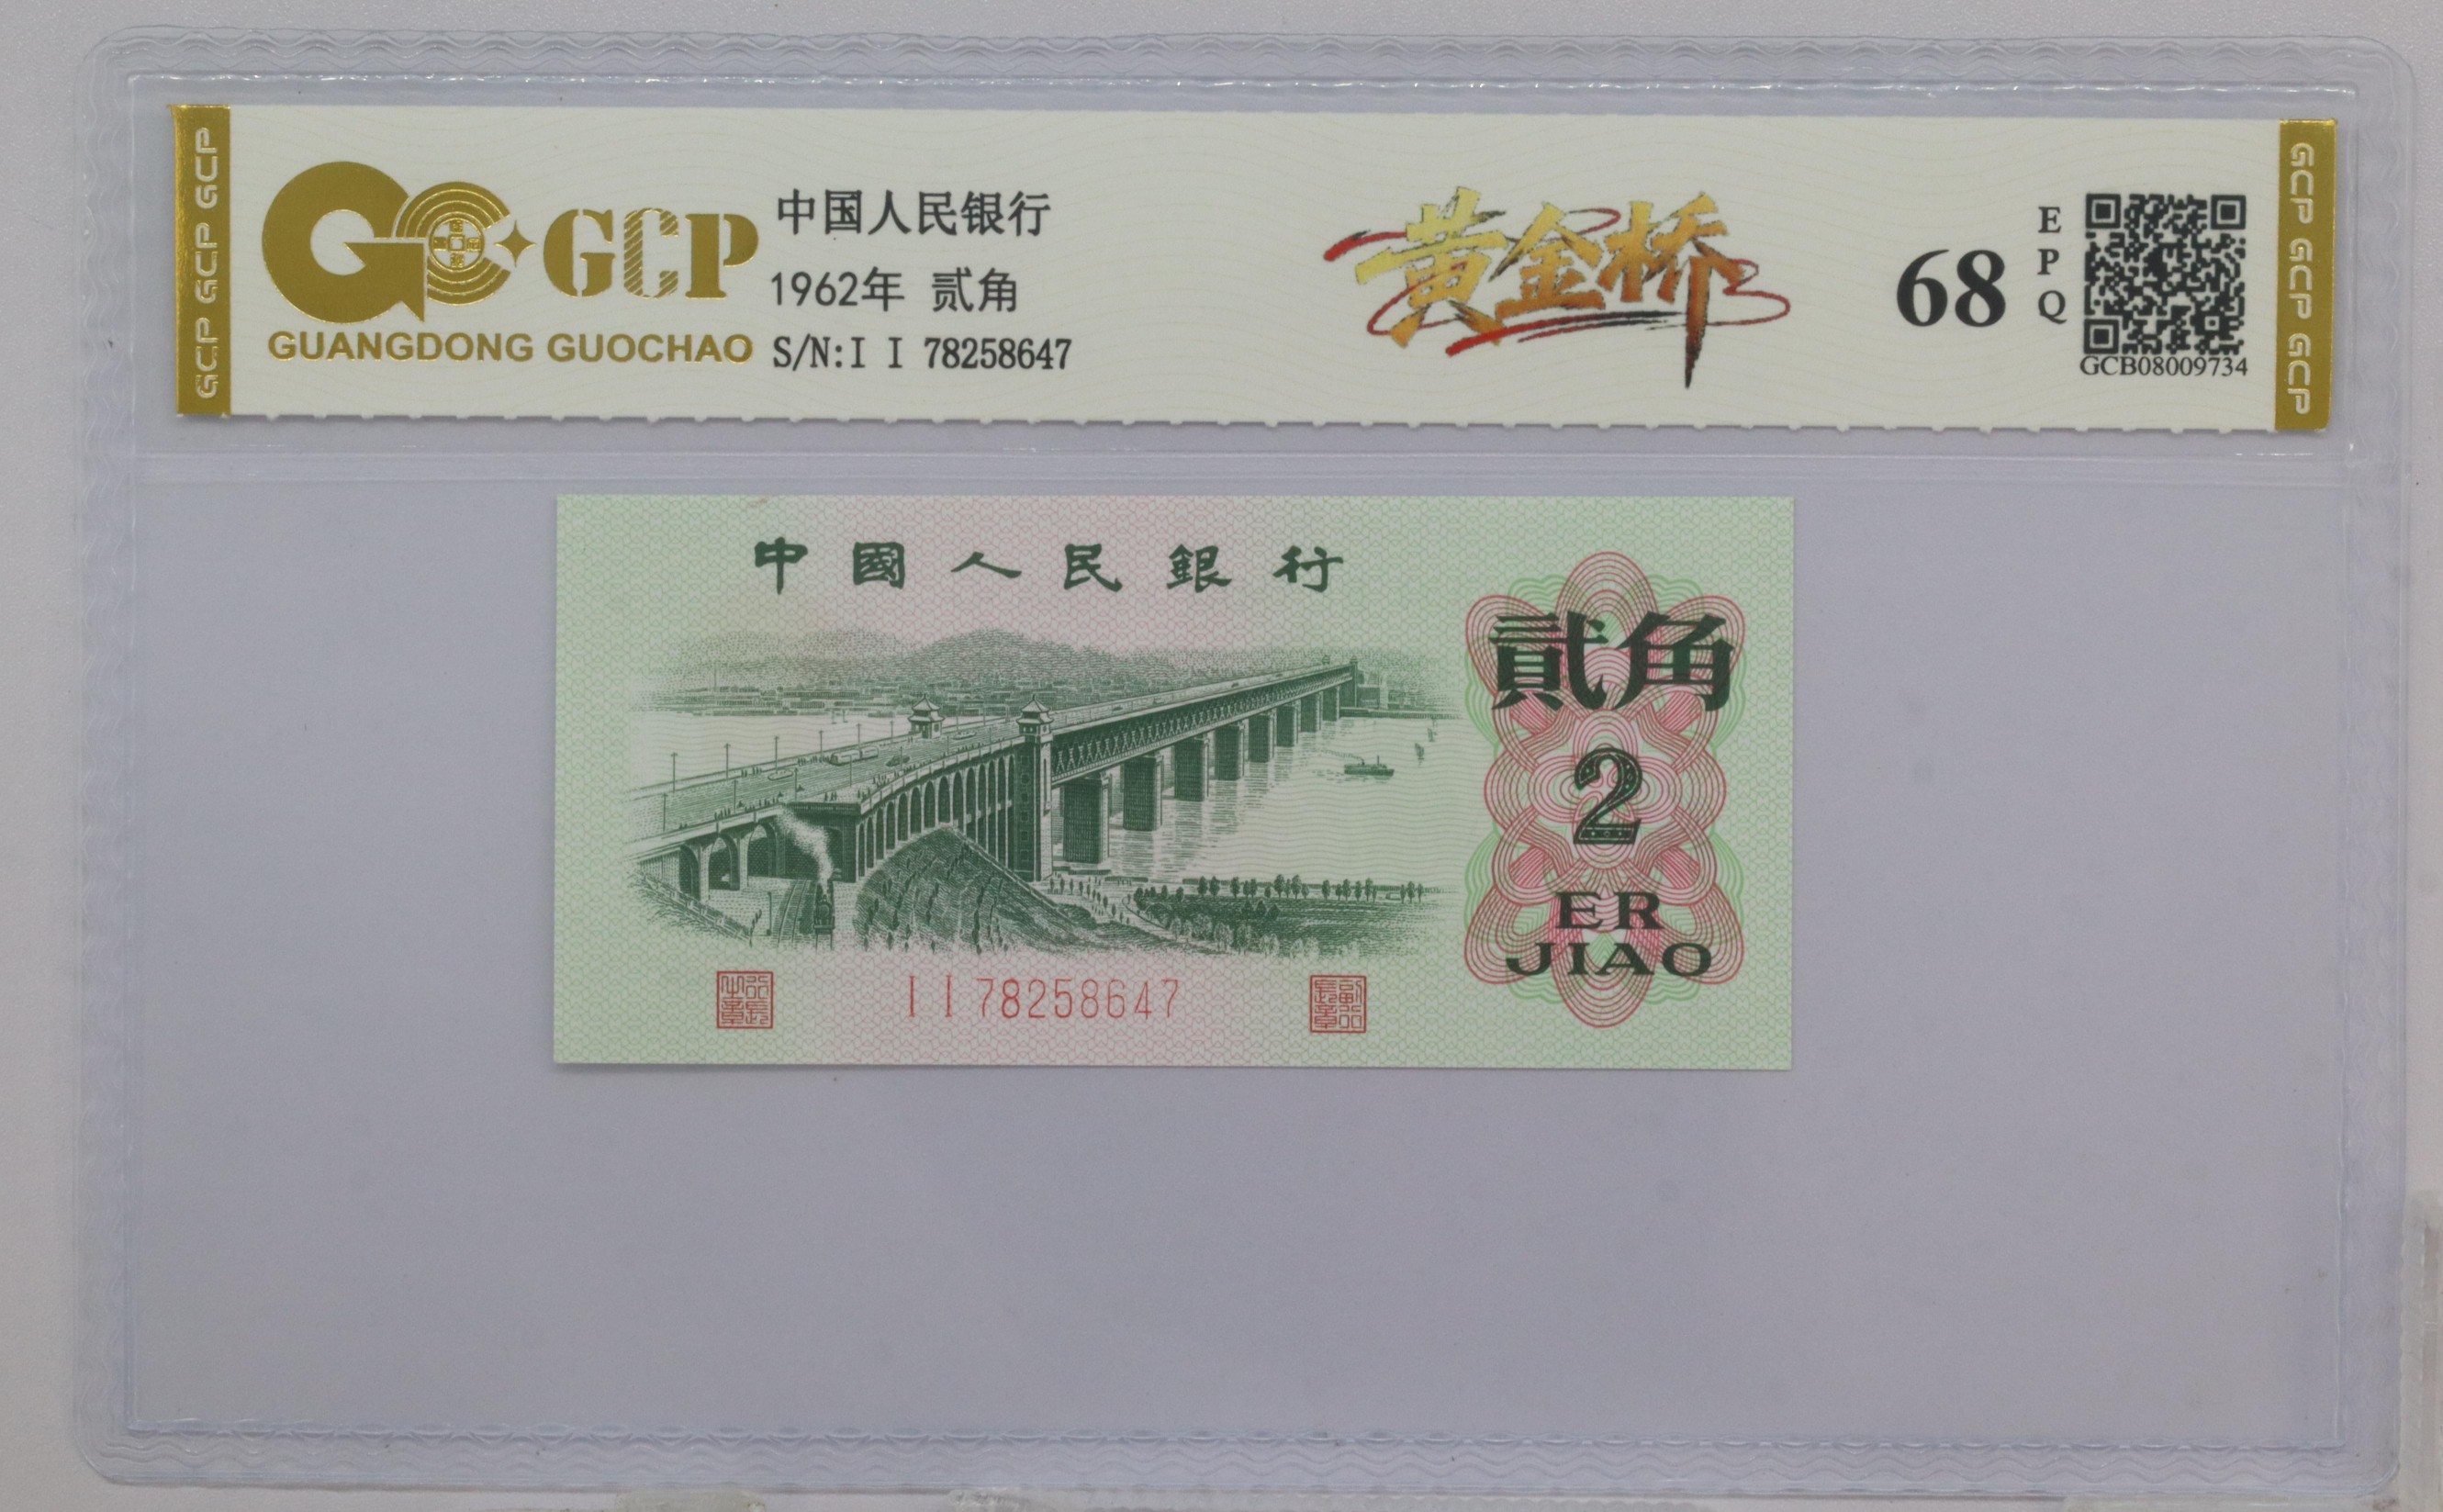 GCP GCP GCP
GCP
GUANGDONG GUOCHAO
中国人民银行
1962年 贰角
S/N:I I 78258647
黄金桥
68
EPQ
GCB08009734
GCP GCP GCP
中國人民銀行
貳角
2
ER
JIAO
I I 78258647